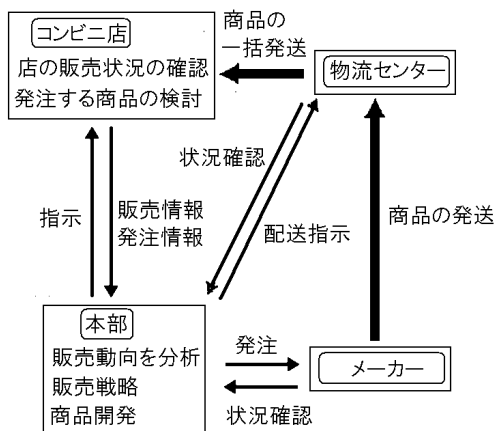 コンビニ店
店の販売状況の確認
発注する商品の検討
商品の
一括発送
物流センター
状況確認
指示
販売情報
発注情報
配送指示
商品の発送
本部
販売動向を分析
販売戦略
商品開発
発注
状況確認
メーカー